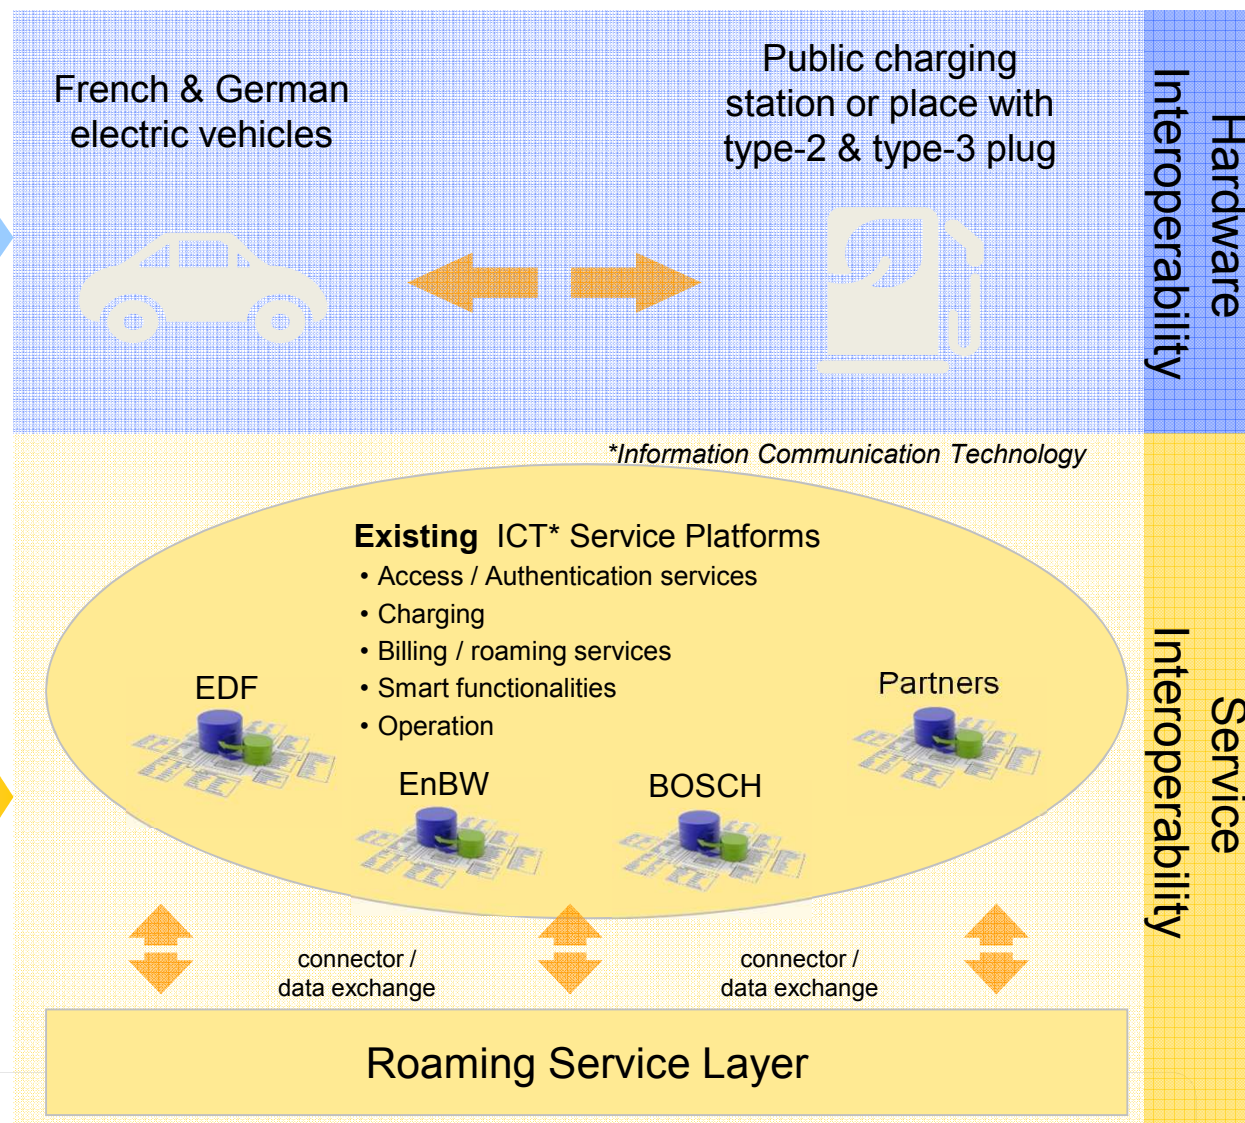 French & German
electric vehicles
Public charging
station or place with
type-2 & type-3 plug
Hardware
Interoperability
*Information Communication Technology
Existing ICT* Service Platforms
• Access / Authentication services
• Charging
• Billing / roaming services
• Smart functionalities
• Operation
EDF
EnBW
BOSCH
Partners
Service
Interoperability
connector /
data exchange
connector /
data exchange
Roaming Service Layer